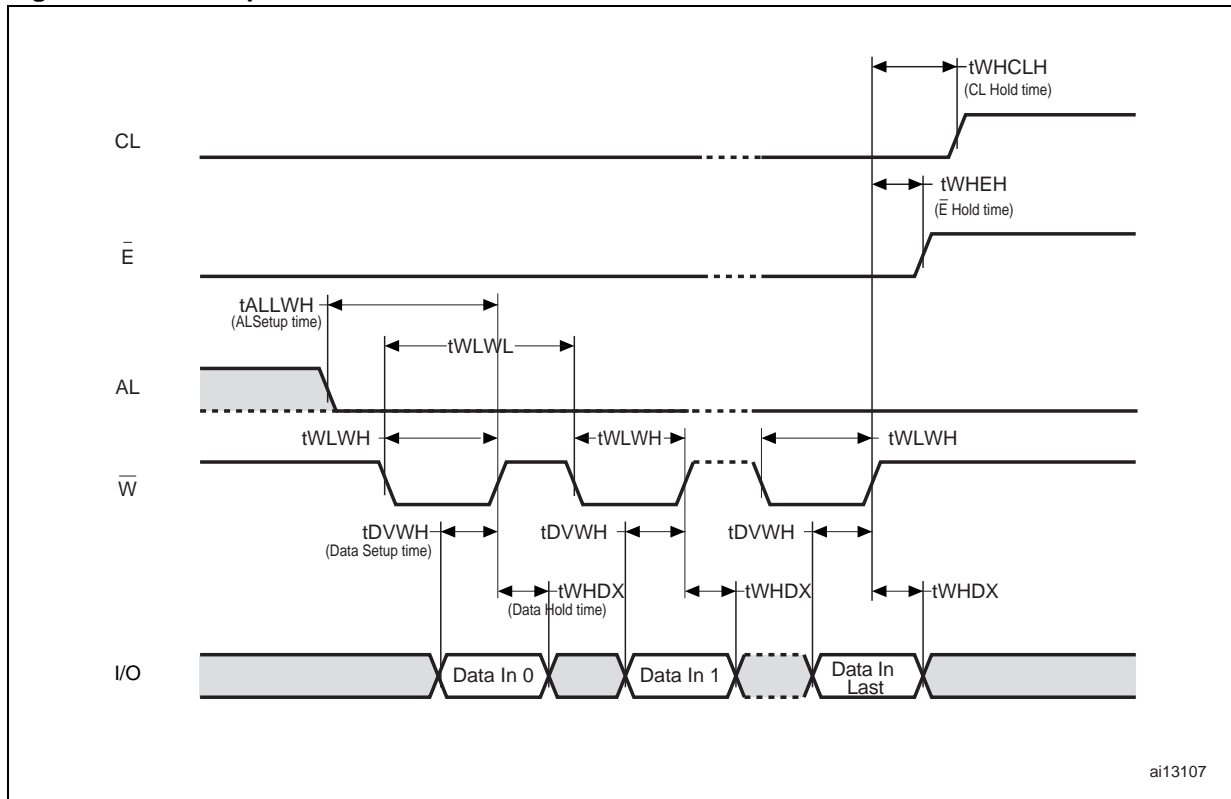 tWHCLH
(CL Hold time)
CL
tWHEH
(E̅ Hold time)
E̅
tALLWH
(ALSetup time)
tWLWL
AL
tWLWH
tWLWH
tWLWH
W̅
tDVWH
(Data Setup time)
tDVWH
tDVWH
tWHDX
(Data Hold time)
tWHDX
tWHDX
I/O
Data In 0
Data In 1
Data In
Last
ai13107